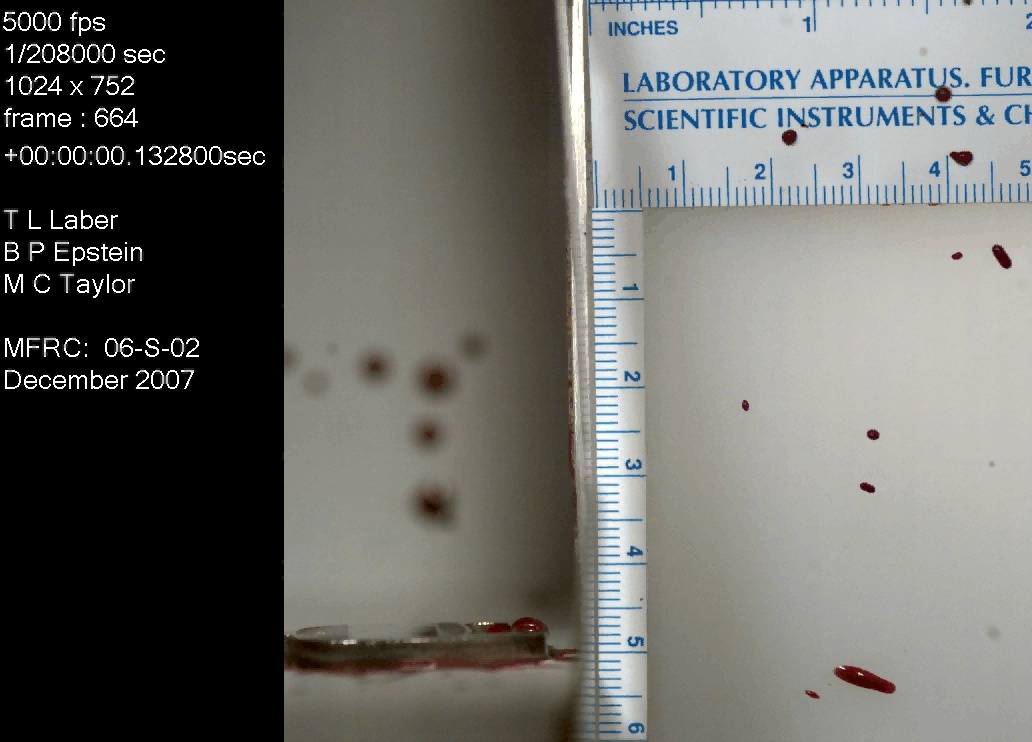 5000 fps
1/208000 sec
1024 x 752
frame : 664
+00:00:00.132800sec
T L Laber
B P Epstein
M C Taylor
MFRC: 06-S-02
December 2007
INCHES 1 2
LABORATORY APPARATUS. FUR
SCIENTIFIC INSTRUMENTS & CH
1 2 3 4 5
1
2
3
4
5
6